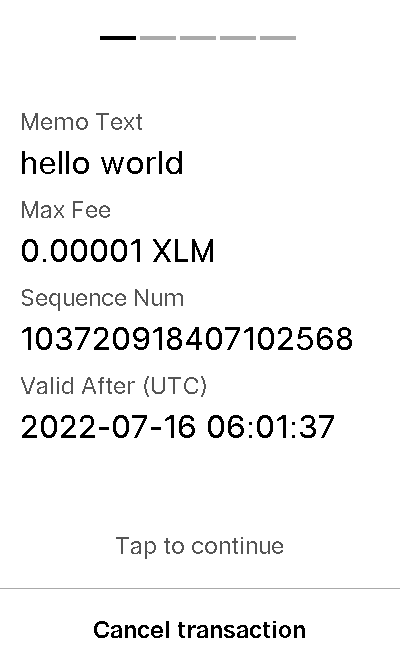 Memo Text
hello world
Max Fee
0.00001 XLM
Sequence Num
103720918407102568
Valid After (UTC)
2022-07-16 06:01:37
Tap to continue
Cancel transaction